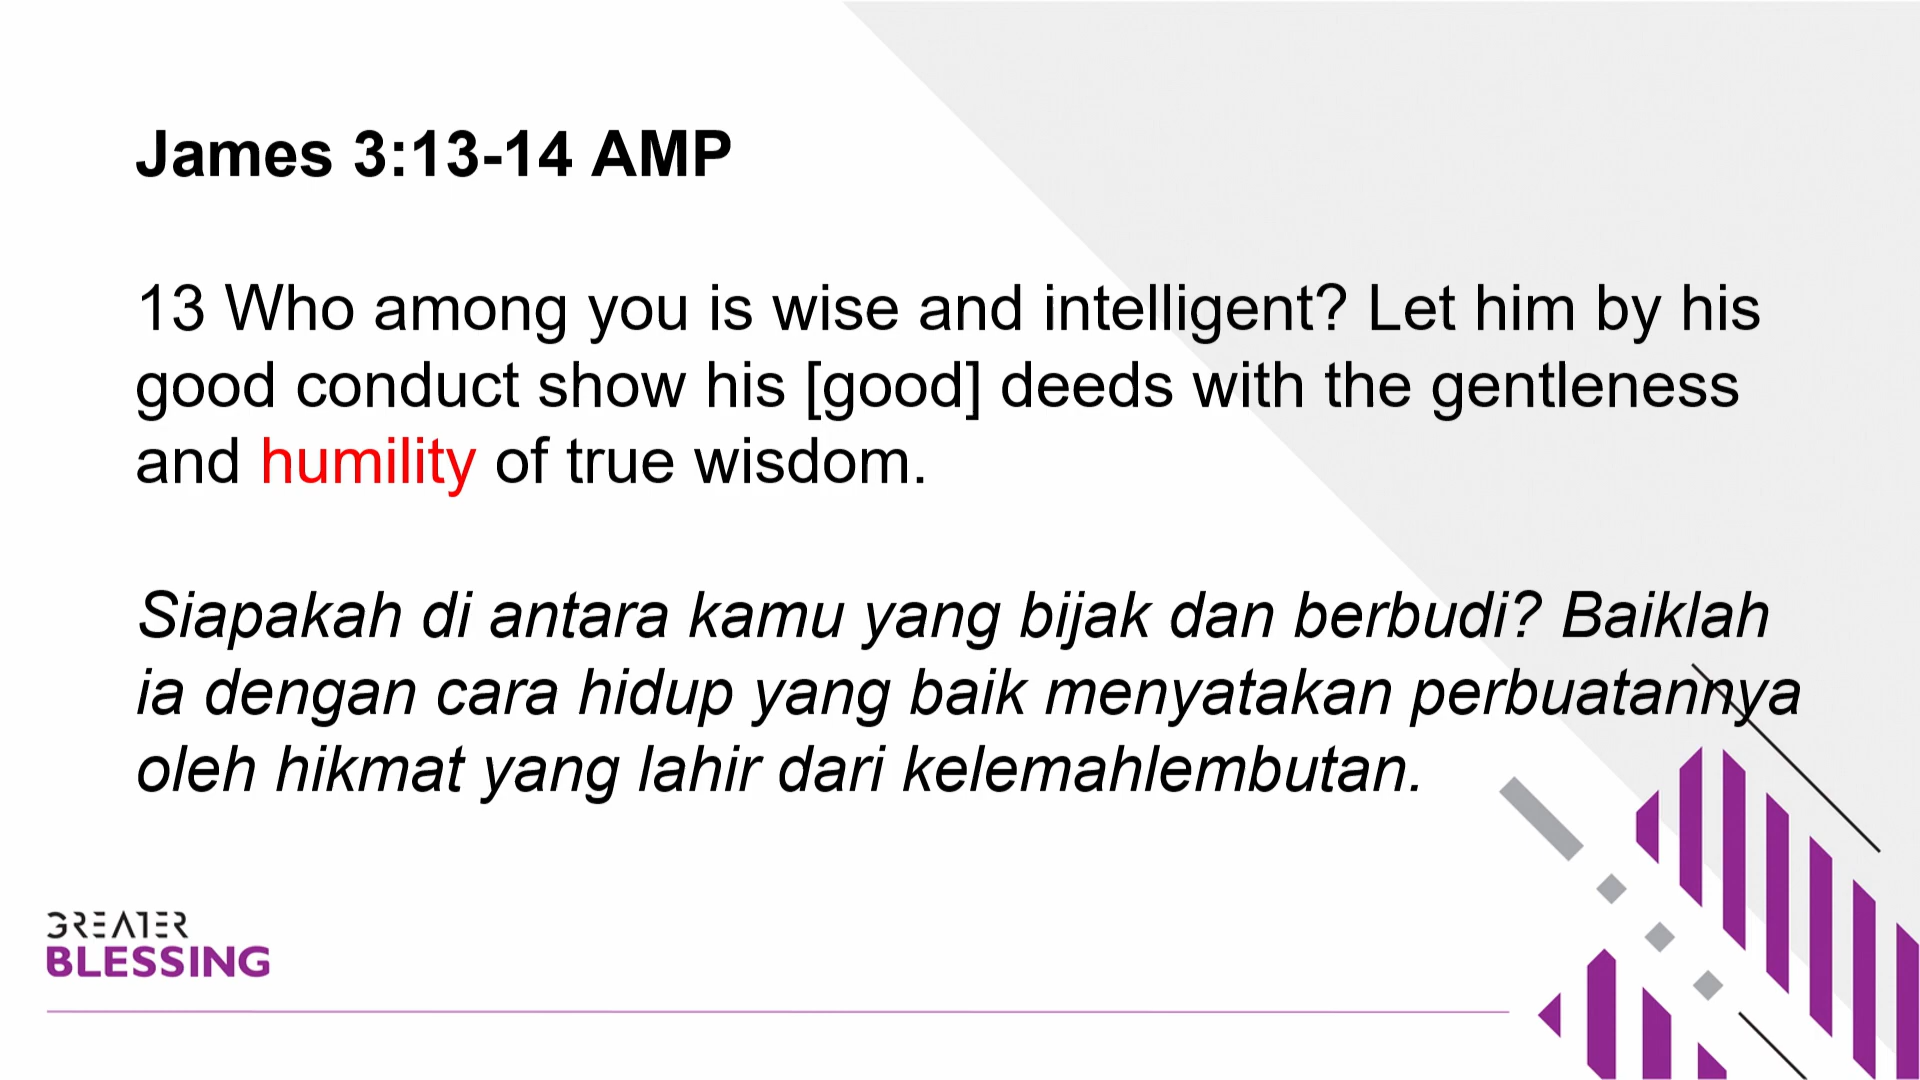 James 3:13-14 AMP
13 Who among you is wise and intelligent? Let him by his
good conduct show his [good] deeds with the gentleness
and humility of true wisdom.
Siapakah di antara kamu yang bijak dan berbudi? Baiklah
ia dengan cara hidup yang baik menyatakan perbuatannya
oleh hikmat yang lahir dari kelemahlembutan.
GREATER
BLESSING